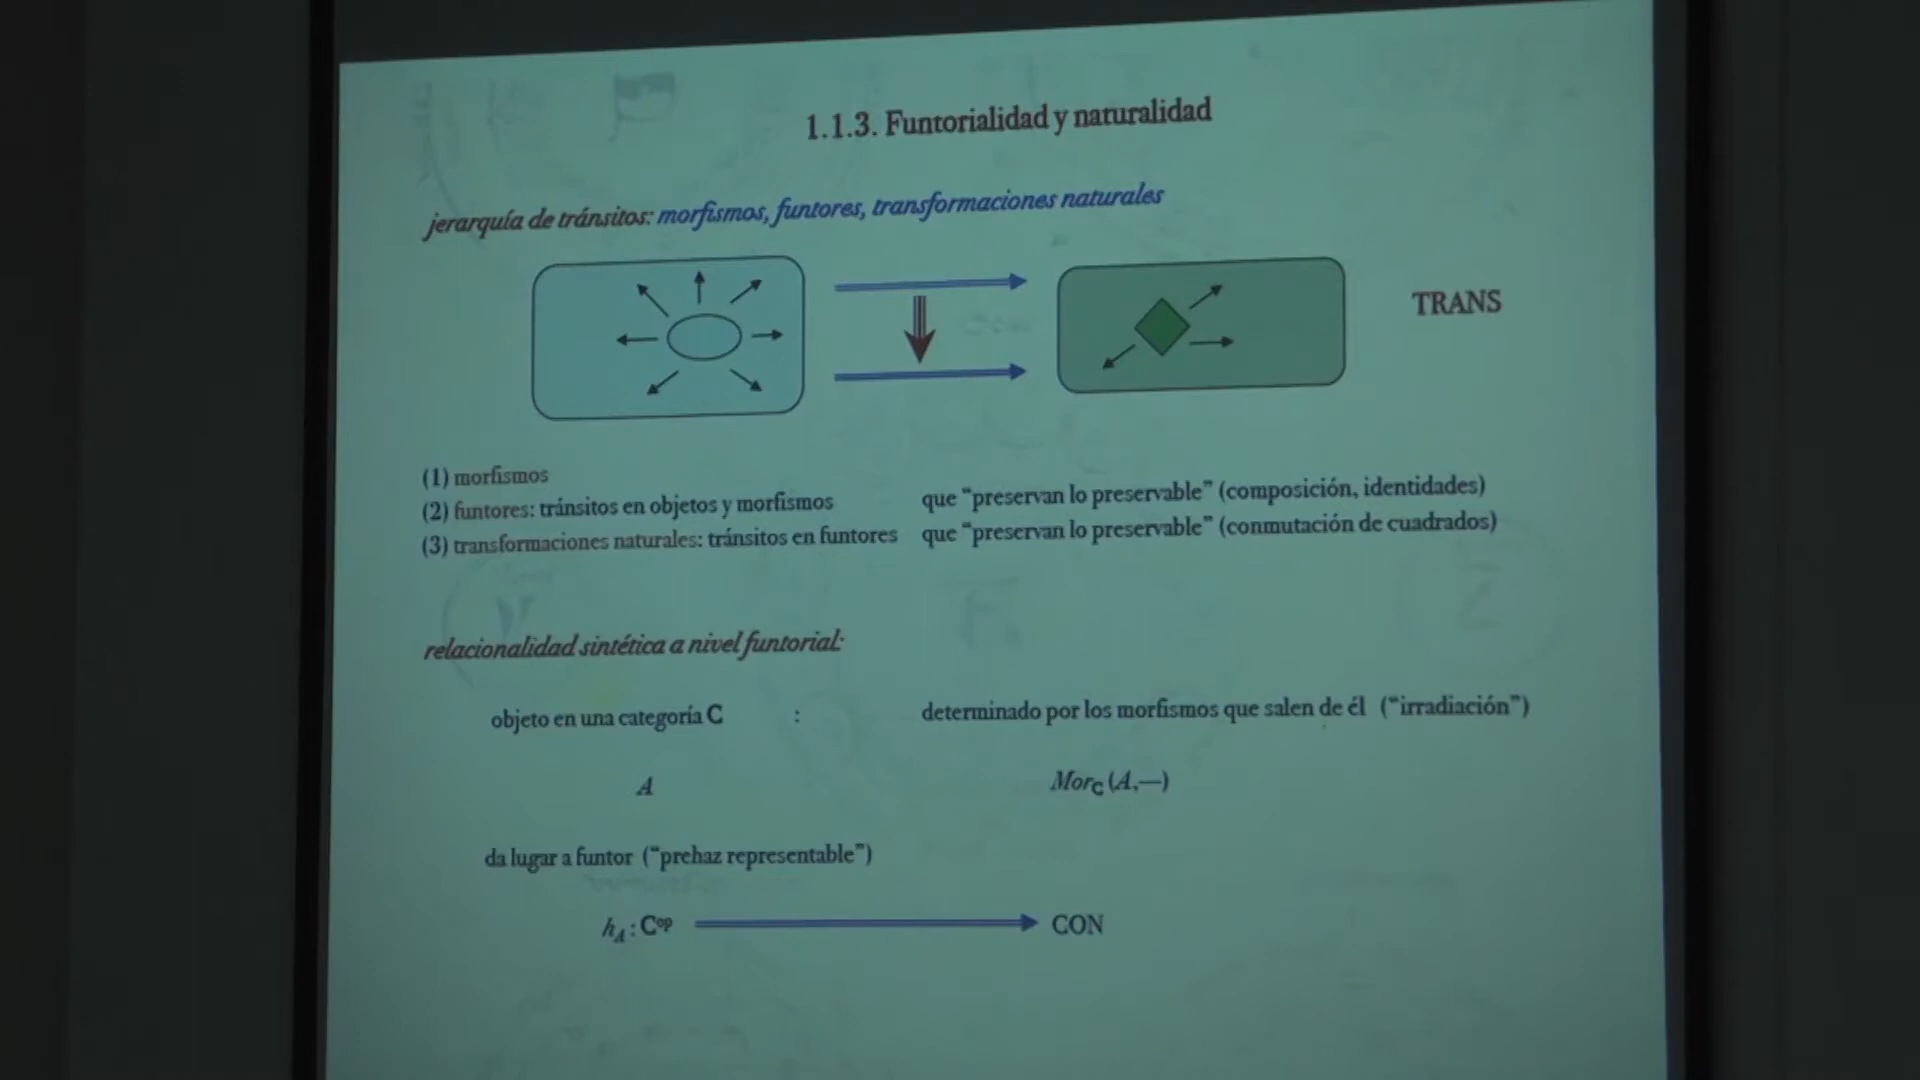 1.1.3. Funtorialidad y naturalidad
jerarquía de tránsitos: morfismos, funtores, transformaciones naturales
TRANS
(1) morfismos
(2) funtores: tránsitos en objetos y morfismos que “preservan lo preservable” (composición, identidades)
(3) transformaciones naturales: tránsitos en funtores que “preservan lo preservable” (conmutación de cuadrados)
relacionalidad sintética a nivel funtorial:
objeto en una categoría C : determinado por los morfismos que salen de él (“irradiación”)
A Mor_C (A,—)
da lugar a funtor (“prehaz representable”)
h_A : C^op CON